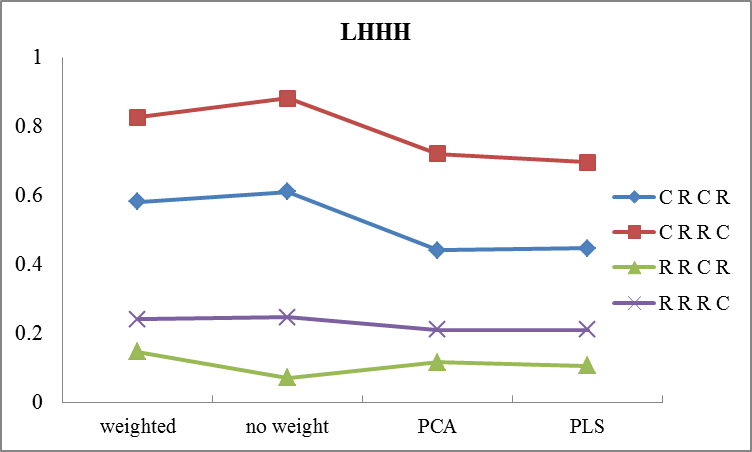 LHHH
1
0.8
0.6
0.4
0.2
0
weighted no weight PCA PLS
C R C R
C R R C
R R C R
R R R C